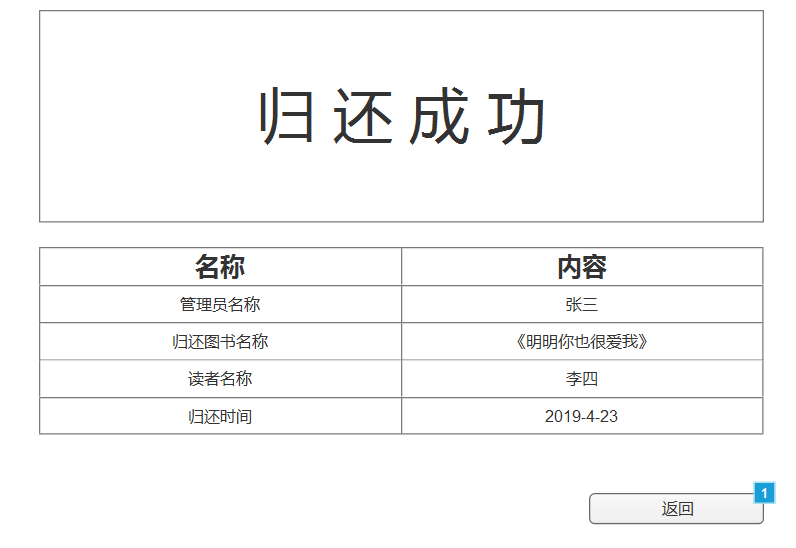 归还成功
名称 内容
管理员名称 张三
归还图书名称 《明明你也很爱我》
读者名称 李四
归还时间 2019-4-23
1
返回